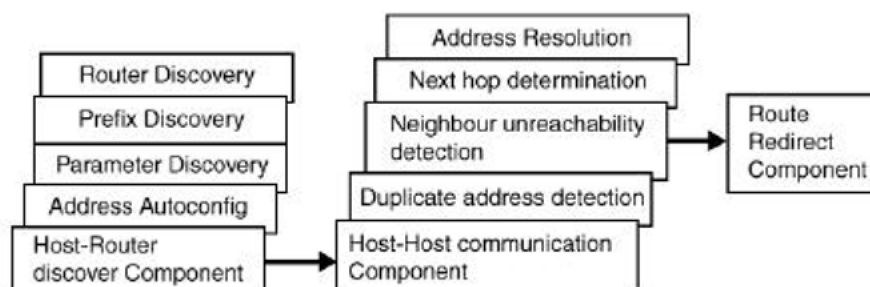 Router Discovery
Prefix Discovery
Parameter Discovery
Address Autoconfig
Host-Router
discover Component
Address Resolution
Next hop determination
Neighbour unreachability
detection
Duplicate address detection
Host-Host communication
Component
Route
Redirect
Component